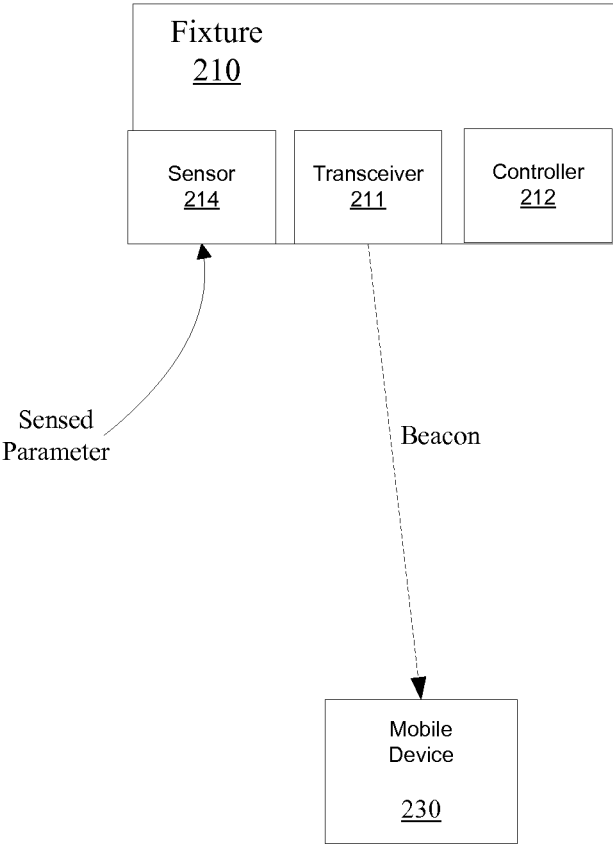 Fixture
210
Sensor
214
Transceiver
211
Controller
212
Sensed
Parameter
Beacon
Mobile
Device
230